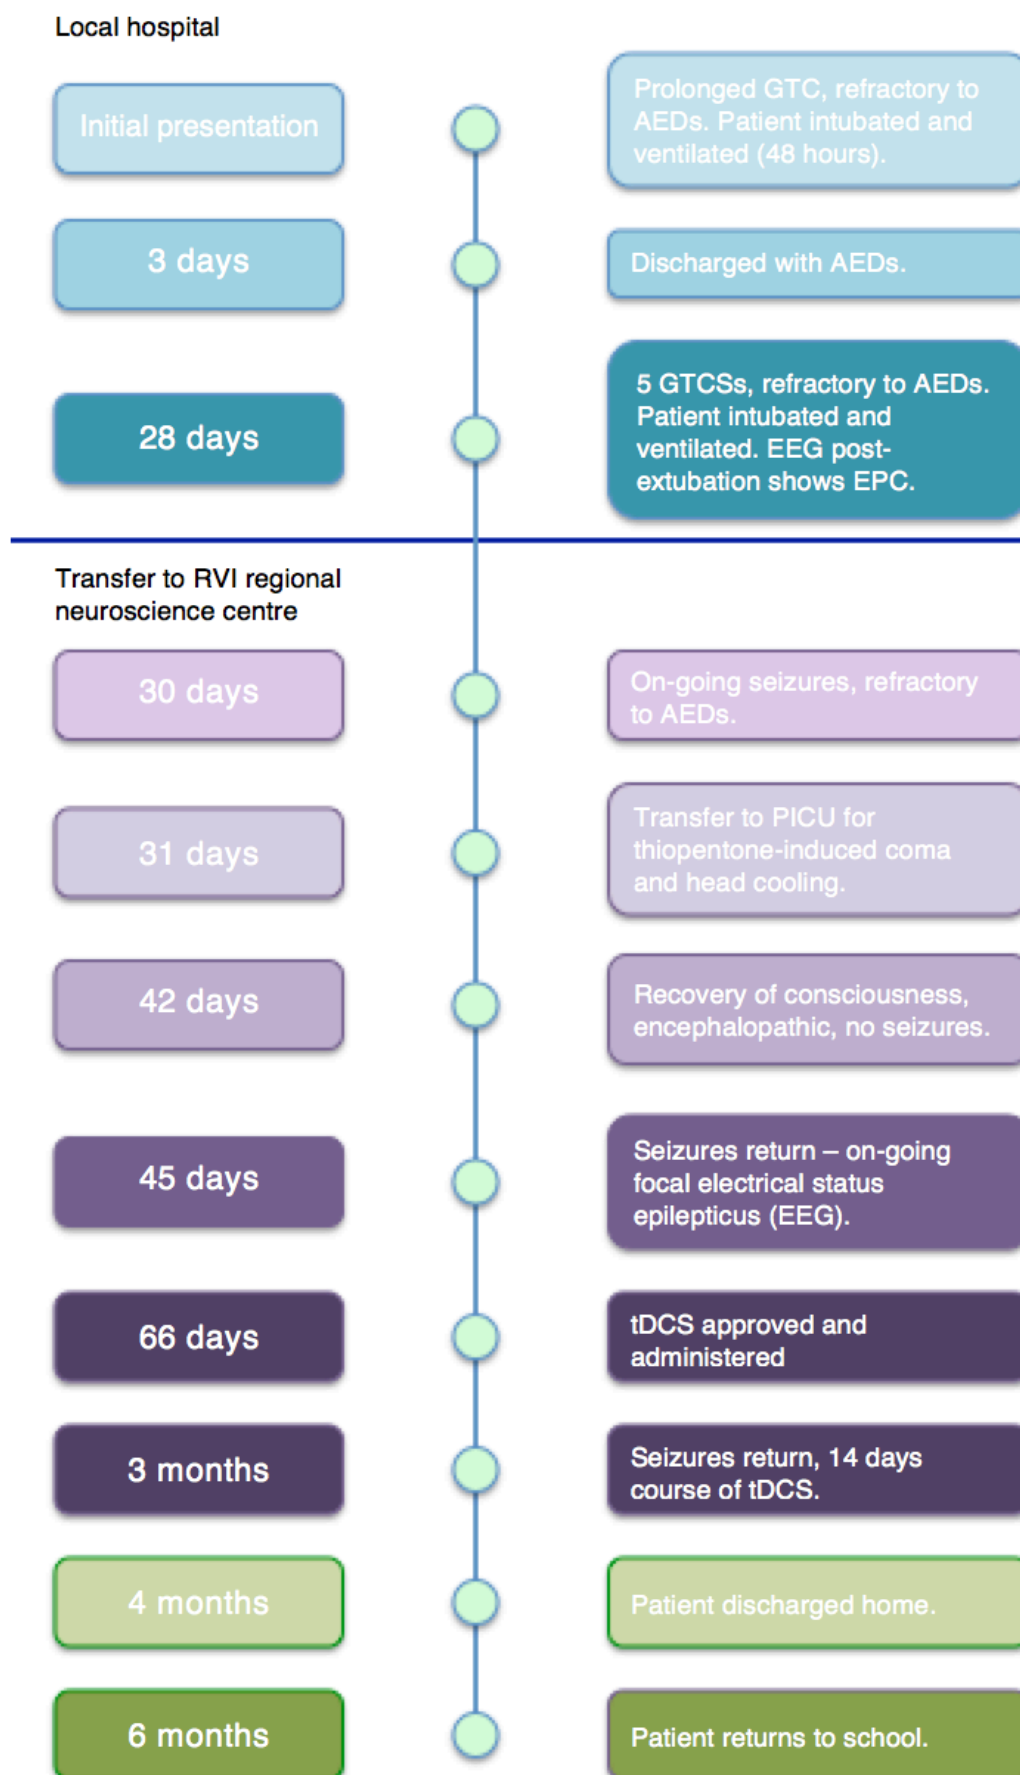 Local hospital
Initial presentation
Prolonged GTC, refractory to
AEDs. Patient intubated and
ventilated (48 hours).
3 days
Discharged with AEDs.
28 days
5 GTCSs, refractory to AEDs.
Patient intubated and
ventilated. EEG post-
extubation shows EPC.
Transfer to RVI regional
neuroscience centre
30 days
On-going seizures, refractory
to AEDs.
31 days
Transfer to PICU for
thiopentone-induced coma
and head cooling.
42 days
Recovery of consciousness,
encephalopathic, no seizures.
45 days
Seizures return – on-going
focal electrical status
epilepticus (EEG).
66 days
tDCS approved and
administered
3 months
Seizures return, 14 days
course of tDCS.
4 months
Patient discharged home.
6 months
Patient returns to school.